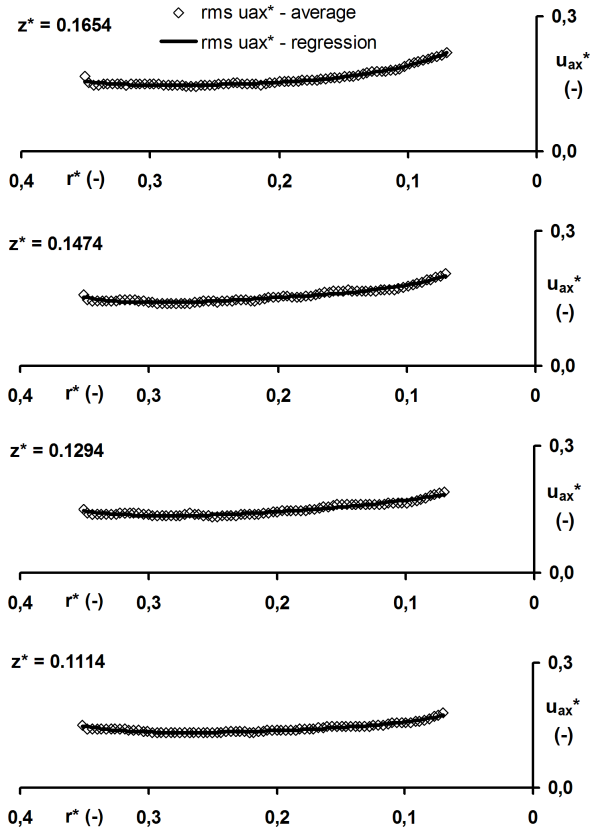 z* = 0.1654
rms uax* - average
rms uax* - regression
0,3
uax*
(-)
0,0
0,4 r* (-) 0,3 0,2 0,1 0
z* = 0.1474
0,3
uax*
(-)
0,0
0,4 r* (-) 0,3 0,2 0,1 0
z* = 0.1294
0,3
uax*
(-)
0,0
0,4 r* (-) 0,3 0,2 0,1 0
z* = 0.1114
0,3
uax*
(-)
0,0
0,4 r* (-) 0,3 0,2 0,1 0